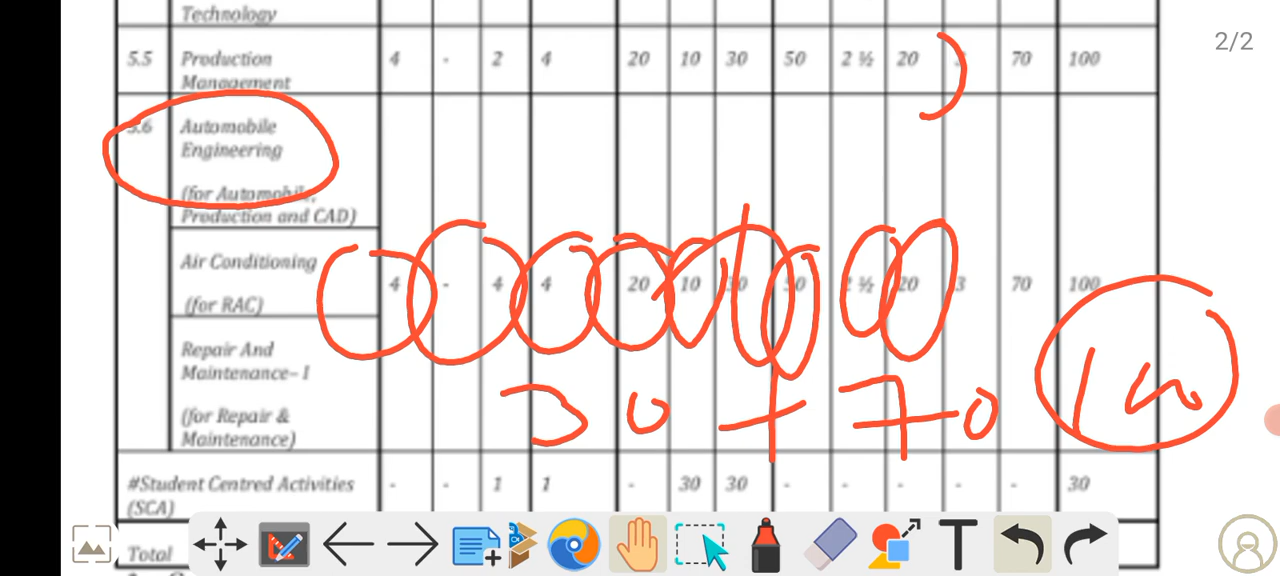 Technology
2/2
5.5 Production Management 4 - 2 4 20 10 30 50 2 ½ 20 70 100
Automobile Engineering
(for Automobile, Production and CAD)
Air Conditioning
(for RAC)
4 - 4 4 20 10 30 50 2 ½ 20 3 70 100
Repair And Maintenance– I
(for Repair & Maintenance)
30 + 70
#Student Centred Activities (SCA) - - 1 1 - 30 30 - - - - - 30
T
Total